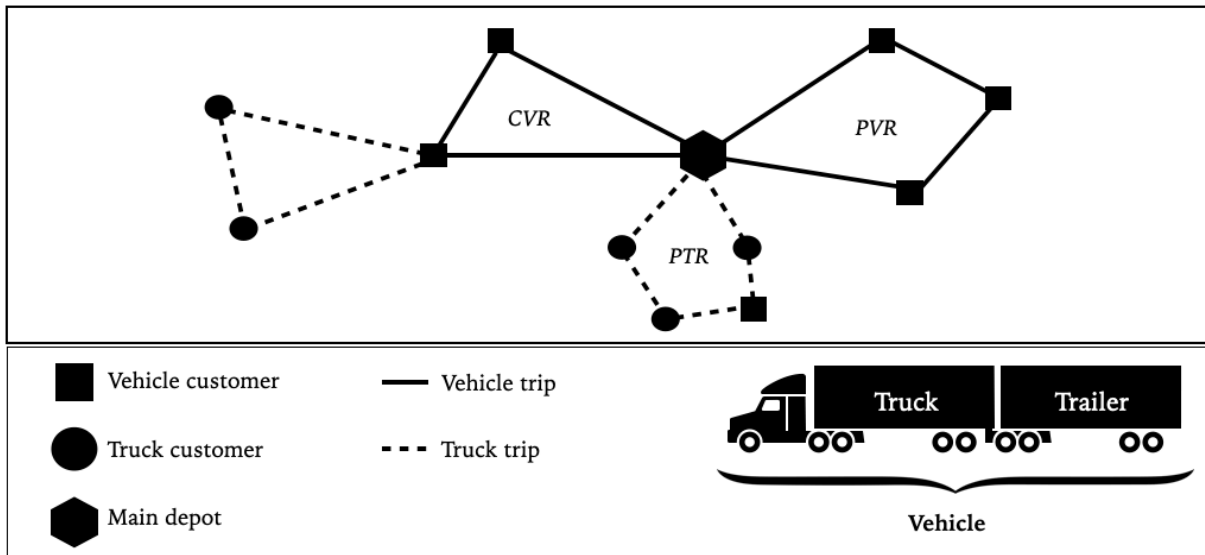 CVR
PVR
PTR
Vehicle customer
Vehicle trip
Truck customer
Truck trip
Main depot
Truck
Trailer
Vehicle